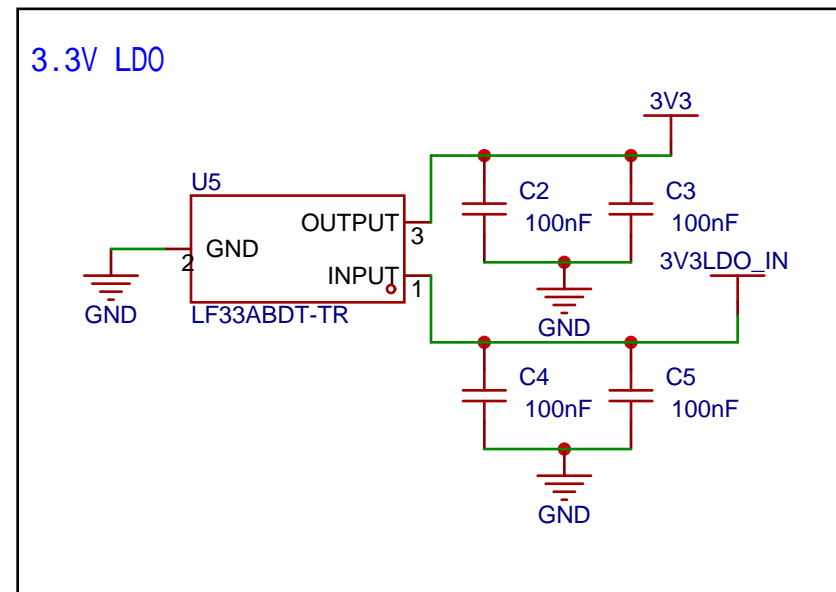 3.3V LDO
3V3
U5
C2
C3
OUTPUT
100nF
100nF
3
GND
2
3V3LDO_IN
INPUT
1
GND
LF33ABDT-TR
GND
C4
C5
100nF
100nF
GND